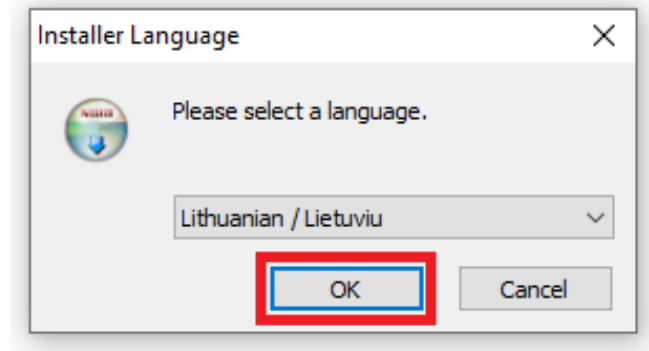 Installer Language
Please select a language.
Lithuanian / Lietuviu
OK
Cancel